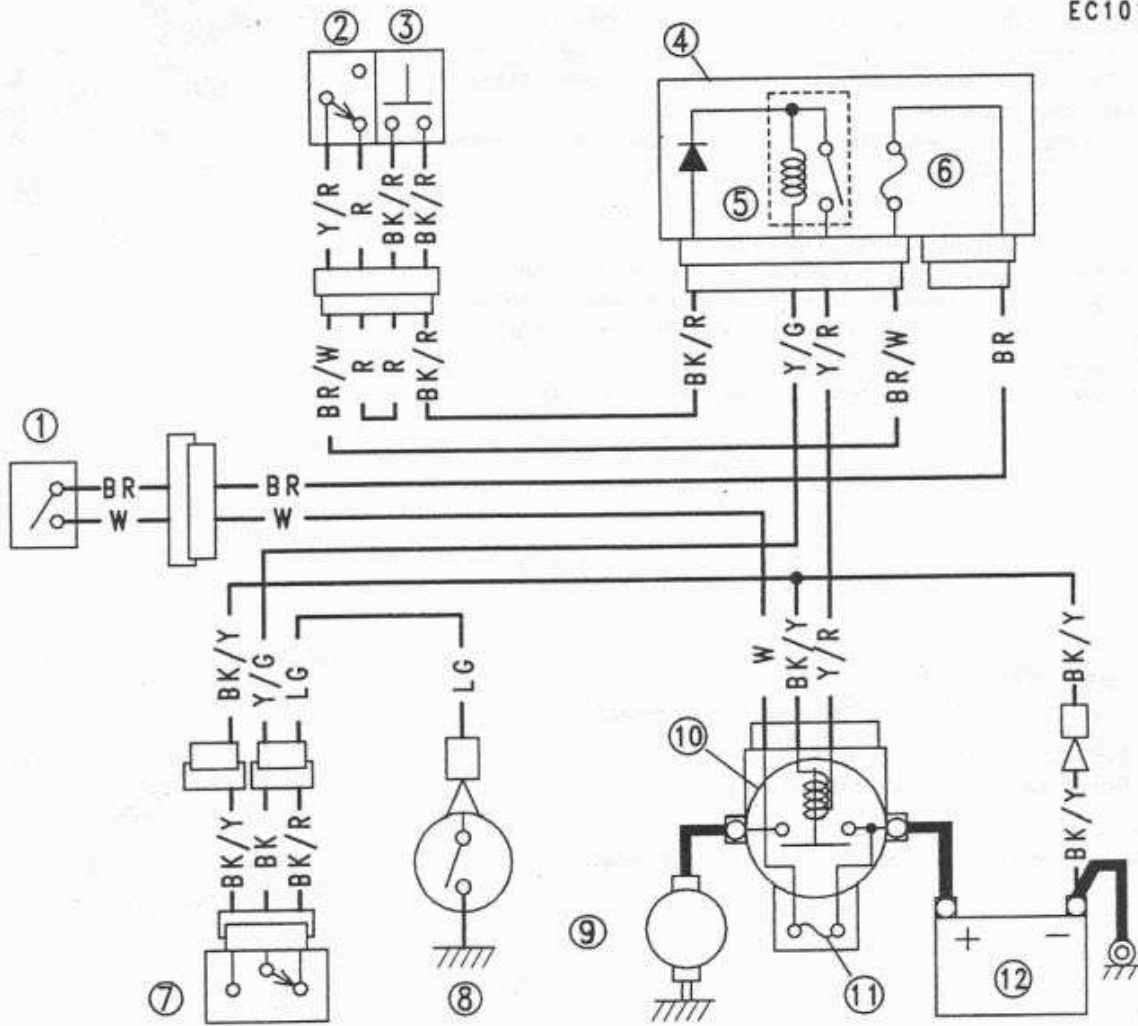 EC10
② ③ ④
⑤ ⑥
Y/R R BK/R BK/R
BR/W R R BK/R
BK/R Y/G Y/R BR/W BR
①
BR BR
W W
BK/Y Y/G LG LG W BK/Y Y/R BK/Y
⑩
BK/Y BK BK/R BK/Y
⑨ + −
⑦ ⑧ ⑪ ⑫